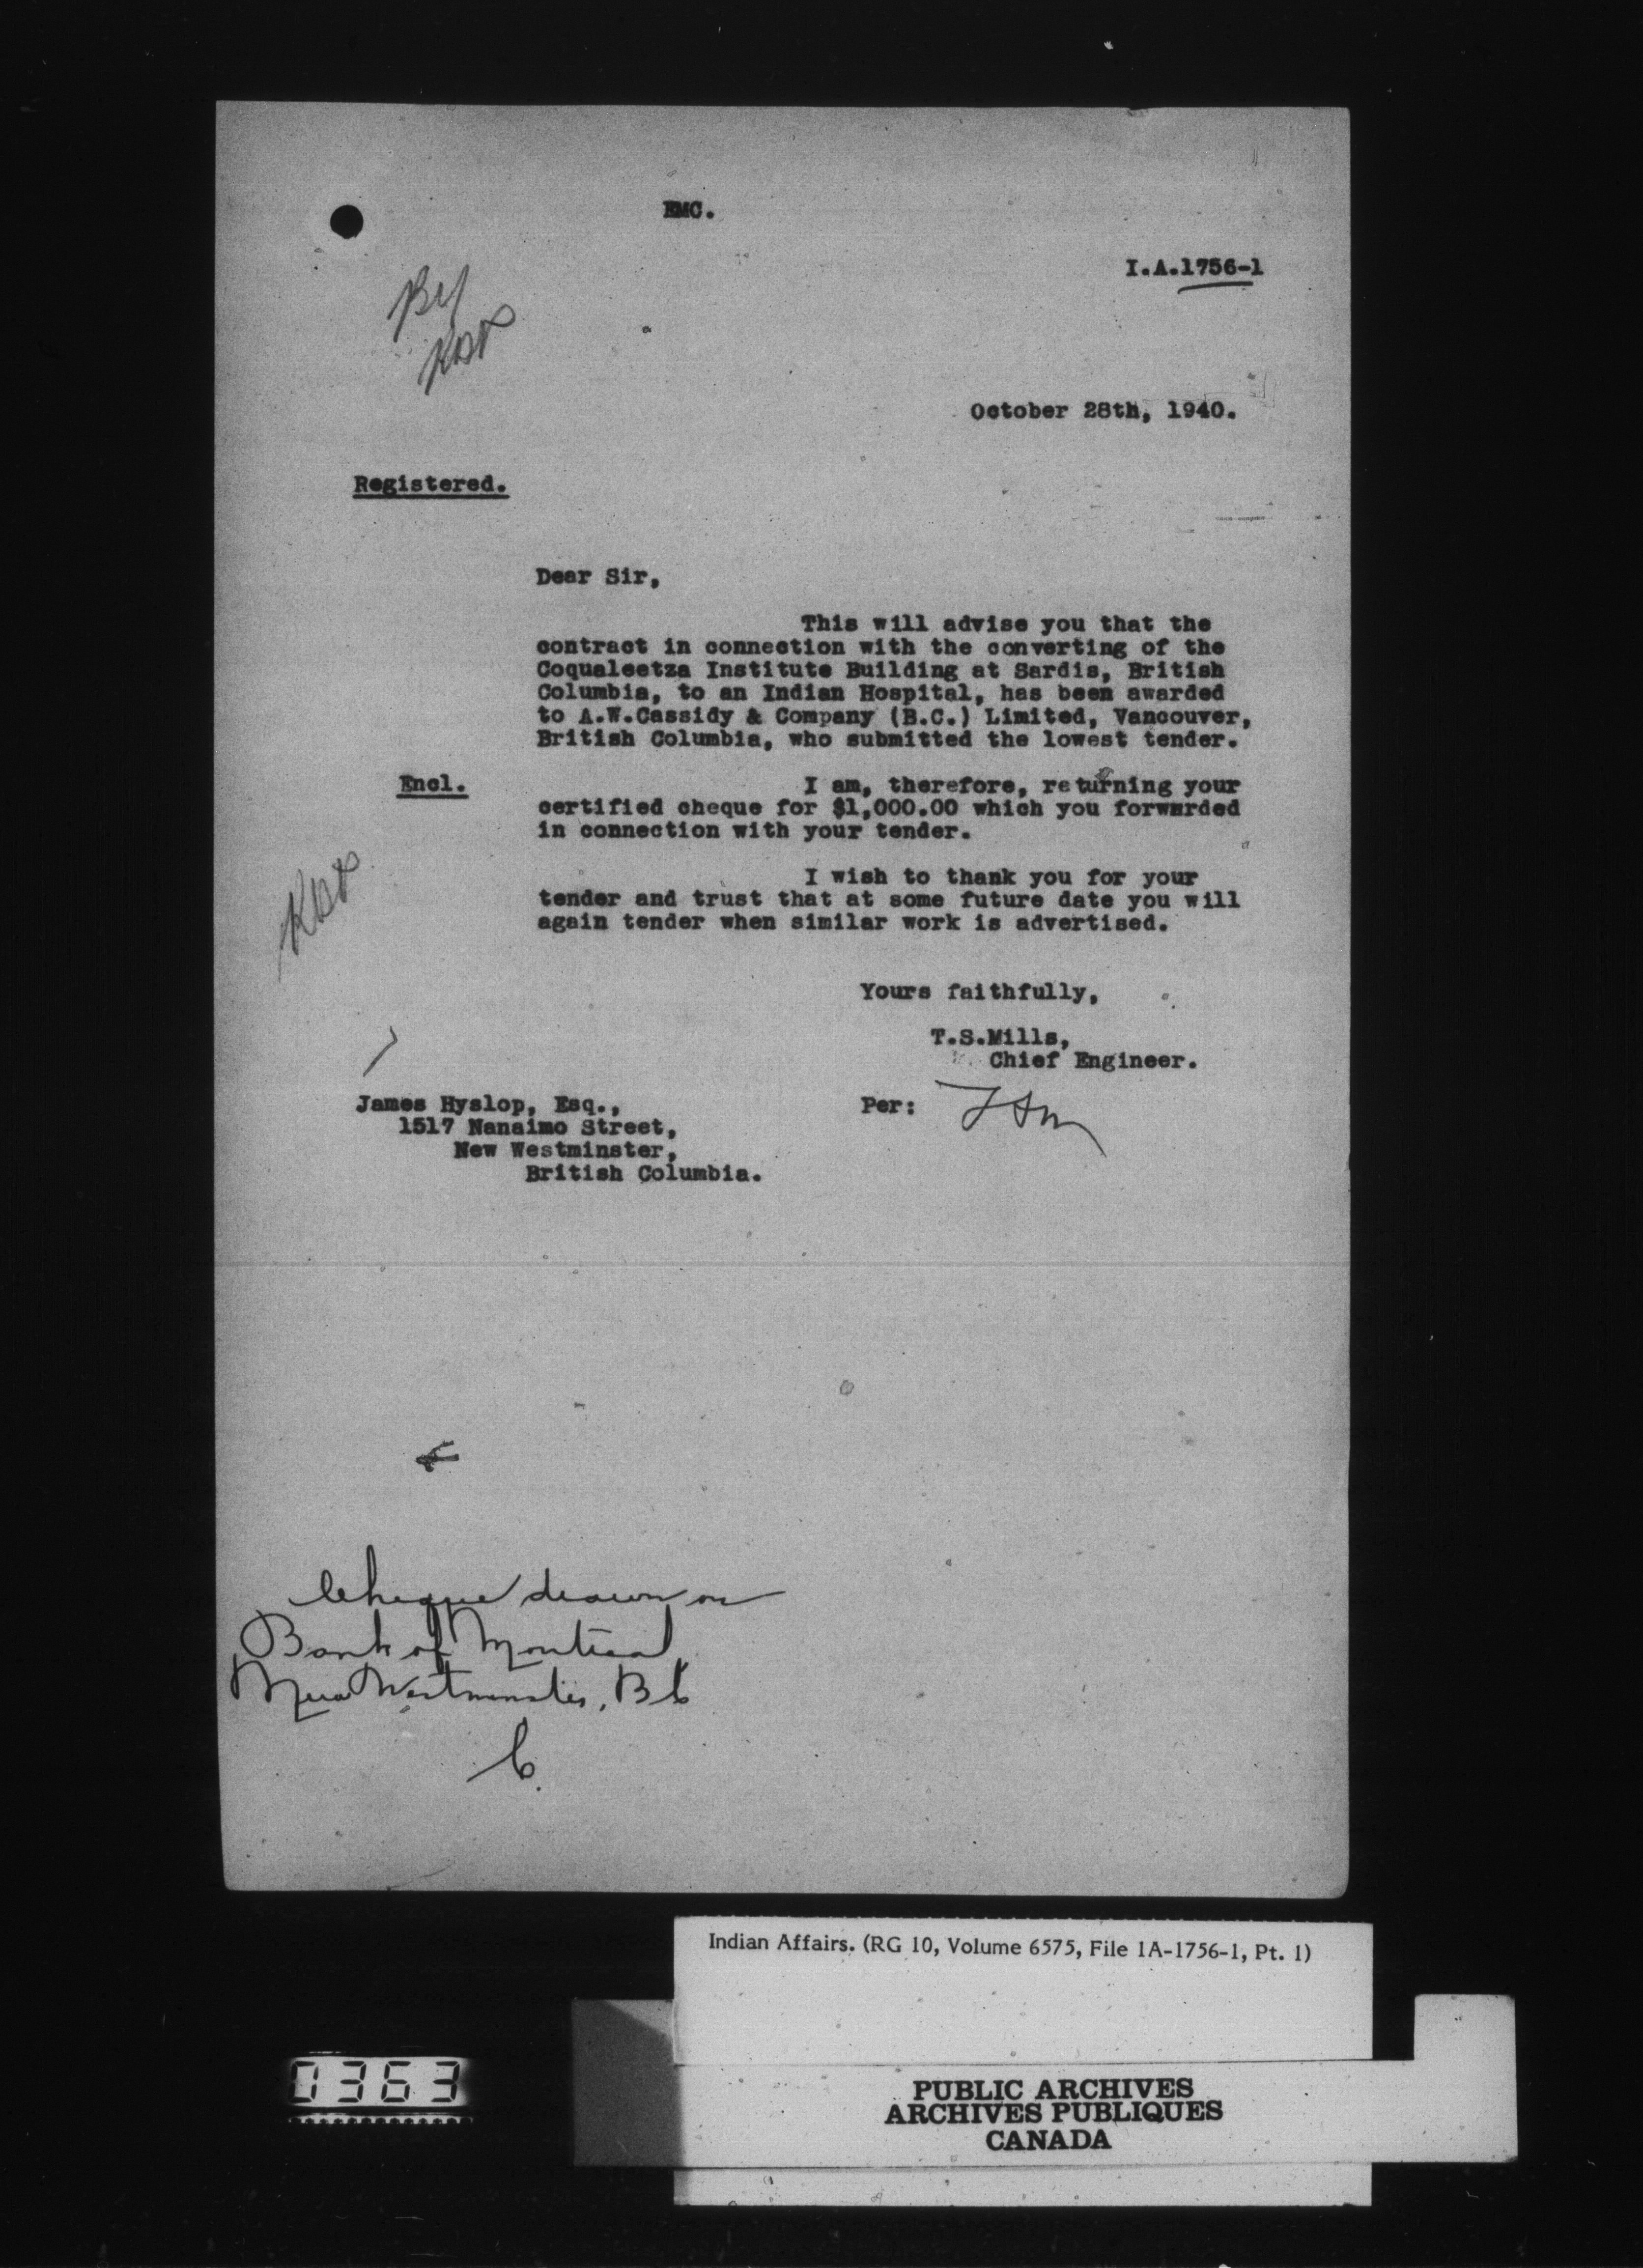 EMC.
I.A.1756-1
October 28th, 1940.
Registered.
Dear Sir,
This will advise you that the
contract in connection with the converting of the
Coqualeetza Institute Building at Sardis, British
Columbia, to an Indian Hospital, has been awarded
to A.W.Cassidy & Company (B.C.) Limited, Vancouver,
British Columbia, who submitted the lowest tender.
Encl.
I am, therefore, returning your
certified cheque for $1,000.00 which you forwarded
in connection with your tender.
I wish to thank you for your
tender and trust that at some future date you will
again tender when similar work is advertised.
Yours faithfully,
T.S.Mills,
Chief Engineer.
Per: TSM
James Hyslop, Esq.,
1517 Nanaimo Street,
New Westminster,
British Columbia.
Cheque drawn on
Bank of Montreal
New Westminster, BC
C.
Indian Affairs. (RG 10, Volume 6575, File 1A-1756-1, Pt. 1)
0363
PUBLIC ARCHIVES
ARCHIVES PUBLIQUES
CANADA